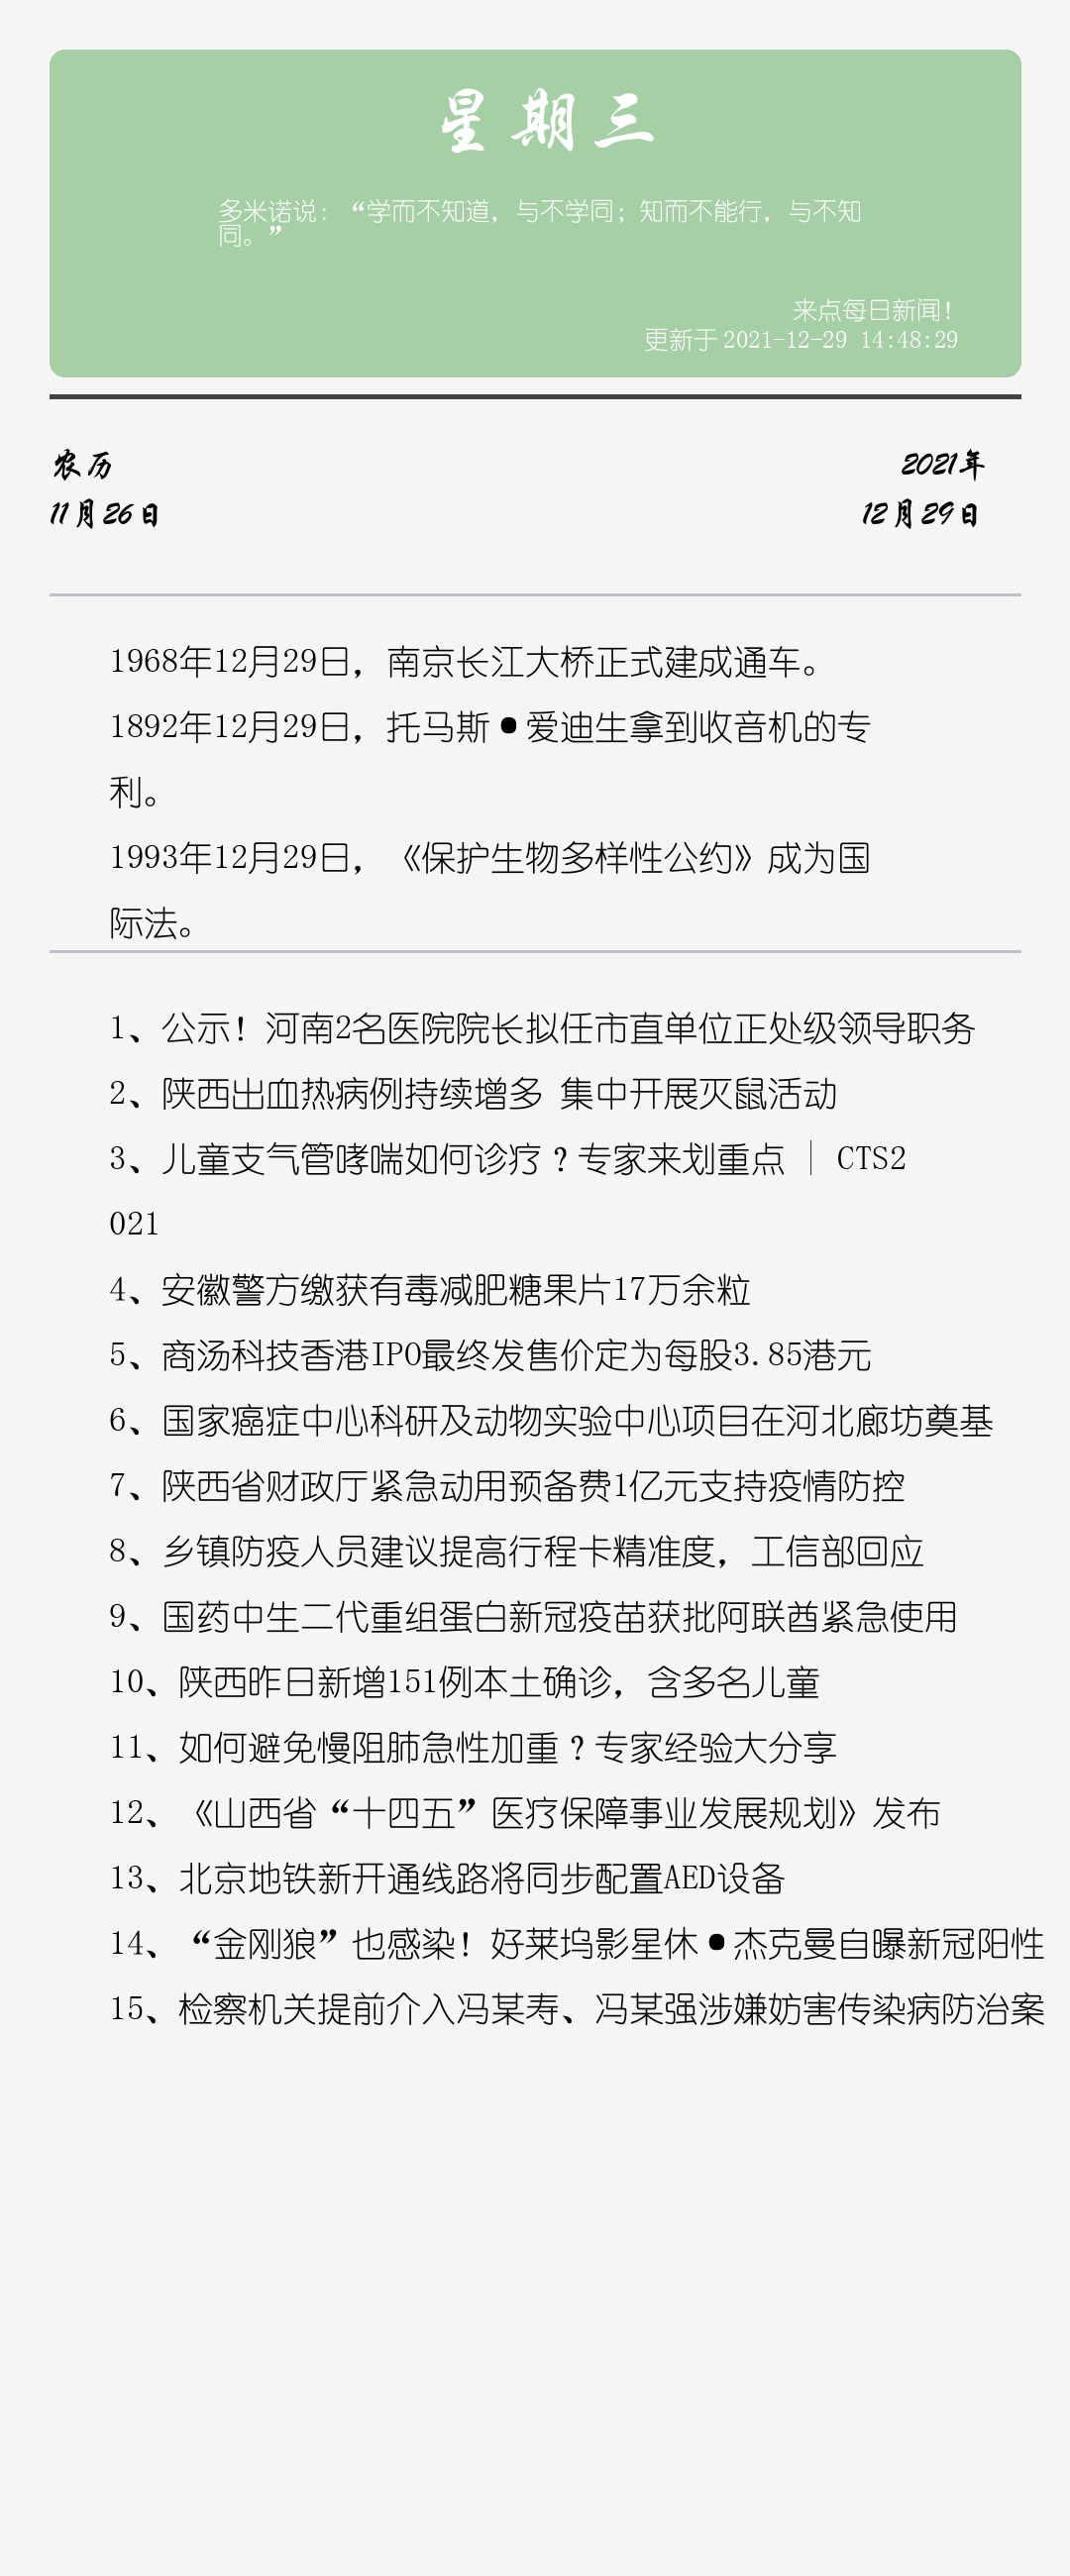 星期三
多米诺说：“学而不知道，与不学同；知而不能行，与不知
同。”
来点每日新闻！
更新于 2021-12-29 14:48:29
农历
2021年
11月26日
12月29日
1968年12月29日，南京长江大桥正式建成通车。
1892年12月29日，托马斯•爱迪生拿到收音机的专
利。
1993年12月29日，《保护生物多样性公约》成为国
际法。
1、公示！河南2名医院院长拟任市直单位正处级领导职务
2、陕西出血热病例持续增多 集中开展灭鼠活动
3、儿童支气管哮喘如何诊疗？专家来划重点 | CTS2
021
4、安徽警方缴获有毒减肥糖果片17万余粒
5、商汤科技香港IPO最终发售价定为每股3.85港元
6、国家癌症中心科研及动物实验中心项目在河北廊坊奠基
7、陕西省财政厅紧急动用预备费1亿元支持疫情防控
8、乡镇防疫人员建议提高行程卡精准度，工信部回应
9、国药中生二代重组蛋白新冠疫苗获批阿联酋紧急使用
10、陕西昨日新增151例本土确诊，含多名儿童
11、如何避免慢阻肺急性加重？专家经验大分享
12、《山西省“十四五”医疗保障事业发展规划》发布
13、北京地铁新开通线路将同步配置AED设备
14、“金刚狼”也感染！好莱坞影星休•杰克曼自曝新冠阳性
15、检察机关提前介入冯某寿、冯某强涉嫌妨害传染病防治案